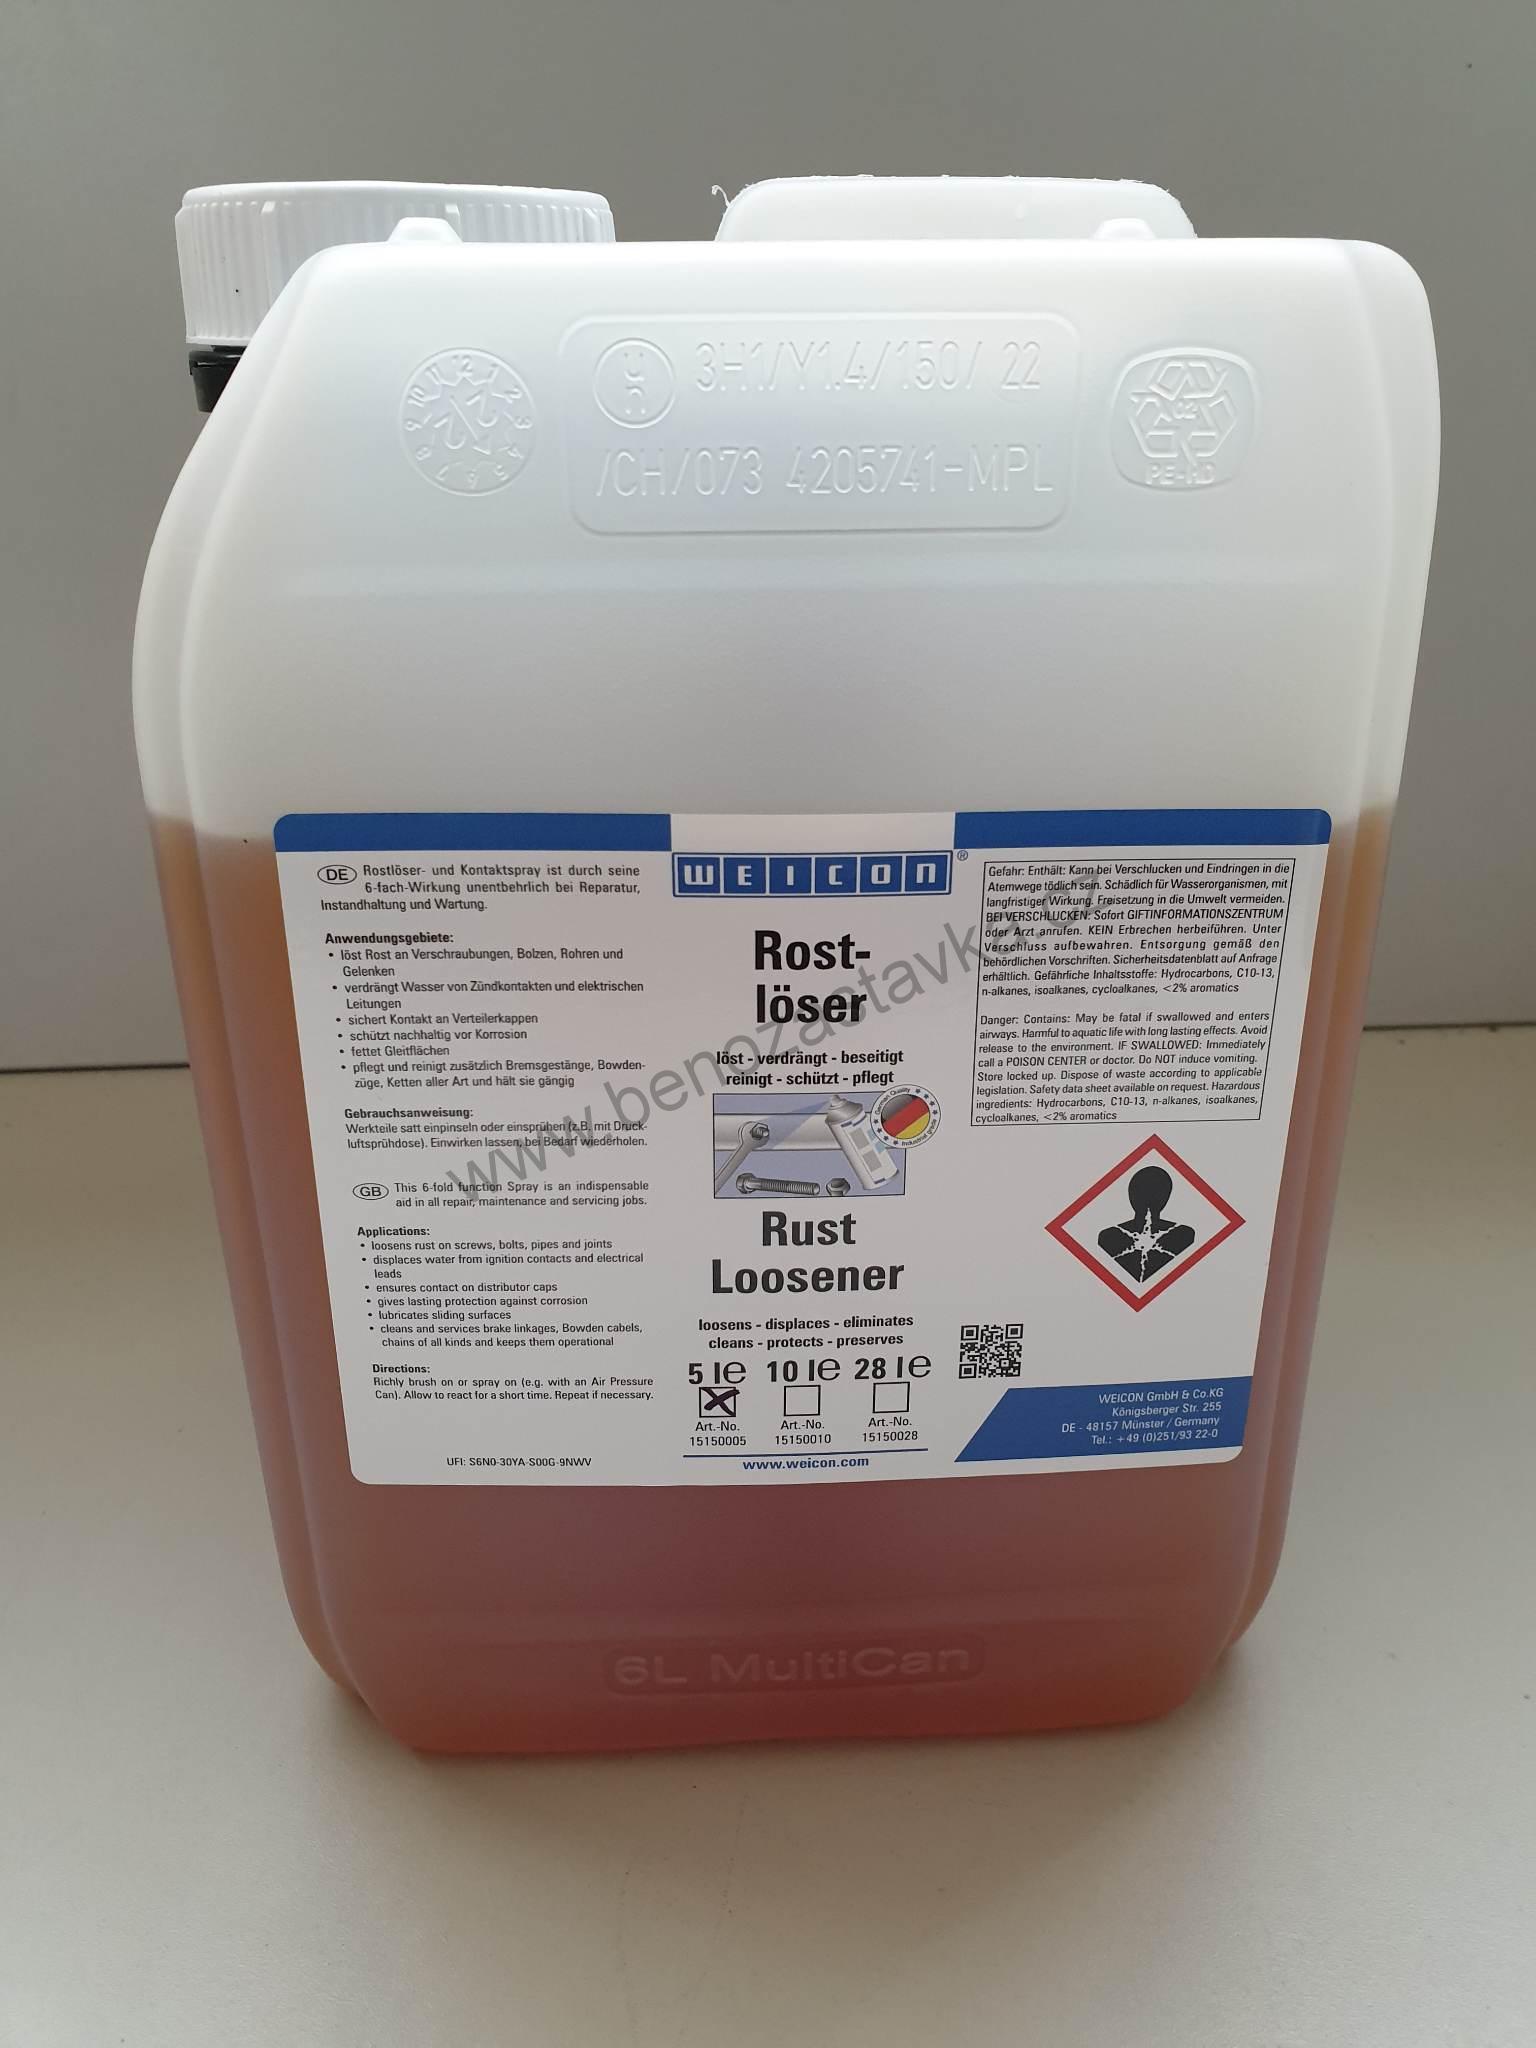 3H1/Y1.4/150/ 22
/CH/073 4205741-MPL
PE-HD
DE Rostlöser- und Kontaktspray ist durch seine
6-fach-Wirkung unentbehrlich bei Reparatur,
Instandhaltung und Wartung.
Anwendungsgebiete:
• löst Rost an Verschraubungen, Bolzen, Rohren und
Gelenken
• verdrängt Wasser von Zündkontakten und elektrischen
Leitungen
• sichert Kontakt an Verteilerkappen
• schützt nachhaltig vor Korrosion
• fettet Gleitflächen
• pflegt und reinigt zusätzlich Bremsgestänge, Bowden-
züge, Ketten aller Art und hält sie gängig
Gebrauchsanweisung:
Werkteile satt einpinseln oder einsprühen (z.B. mit Druck-
luftsprühdose). Einwirken lassen, bei Bedarf wiederholen.
GB This 6-fold function Spray is an indispensable
aid in all repair, maintenance and servicing jobs.
Applications:
• loosens rust on screws, bolts, pipes and joints
• displaces water from ignition contacts and electrical
leads
• ensures contact on distributor caps
• gives lasting protection against corrosion
• lubricates sliding surfaces
• cleans and services brake linkages, Bowden cabels,
chains of all kinds and keeps them operational
Directions:
Richly brush on or spray on (e.g. with an Air Pressure
Can). Allow to react for a short time. Repeat if necessary.
UFI: S6N0-30YA-S00G-9NWV
WEICON®
Rost-
löser
löst - verdrängt - beseitigt
reinigt - schützt - pflegt
German Quality
Industrial grade
Rust
Loosener
loosens - displaces - eliminates
cleans - protects - preserves
5 l℮ 10 l℮ 28 l℮
Art.-No. Art.-No. Art.-No.
15150005 15150010 15150028
www.weicon.com
Gefahr: Enthält: Kann bei Verschlucken und Eindringen in die
Atemwege tödlich sein. Schädlich für Wasserorganismen, mit
langfristiger Wirkung. Freisetzung in die Umwelt vermeiden.
BEI VERSCHLUCKEN: Sofort GIFTINFORMATIONSZENTRUM
oder Arzt anrufen. KEIN Erbrechen herbeiführen. Unter
Verschluss aufbewahren. Entsorgung gemäß den
behördlichen Vorschriften. Sicherheitsdatenblatt auf Anfrage
erhältlich. Gefährliche Inhaltsstoffe: Hydrocarbons, C10-13,
n-alkanes, isoalkanes, cycloalkanes, <2% aromatics
Danger: Contains: May be fatal if swallowed and enters
airways. Harmful to aquatic life with long lasting effects. Avoid
release to the environment. IF SWALLOWED: Immediately
call a POISON CENTER or doctor. Do NOT induce vomiting.
Store locked up. Dispose of waste according to applicable
legislation. Safety data sheet available on request. Hazardous
ingredients: Hydrocarbons, C10-13, n-alkanes, isoalkanes,
cycloalkanes, <2% aromatics
WEICON GmbH & Co.KG
Königsberger Str. 255
DE - 48157 Münster / Germany
Tel.: +49 (0)251/93 22-0
6L MultiCan
www.benozastavka.cz